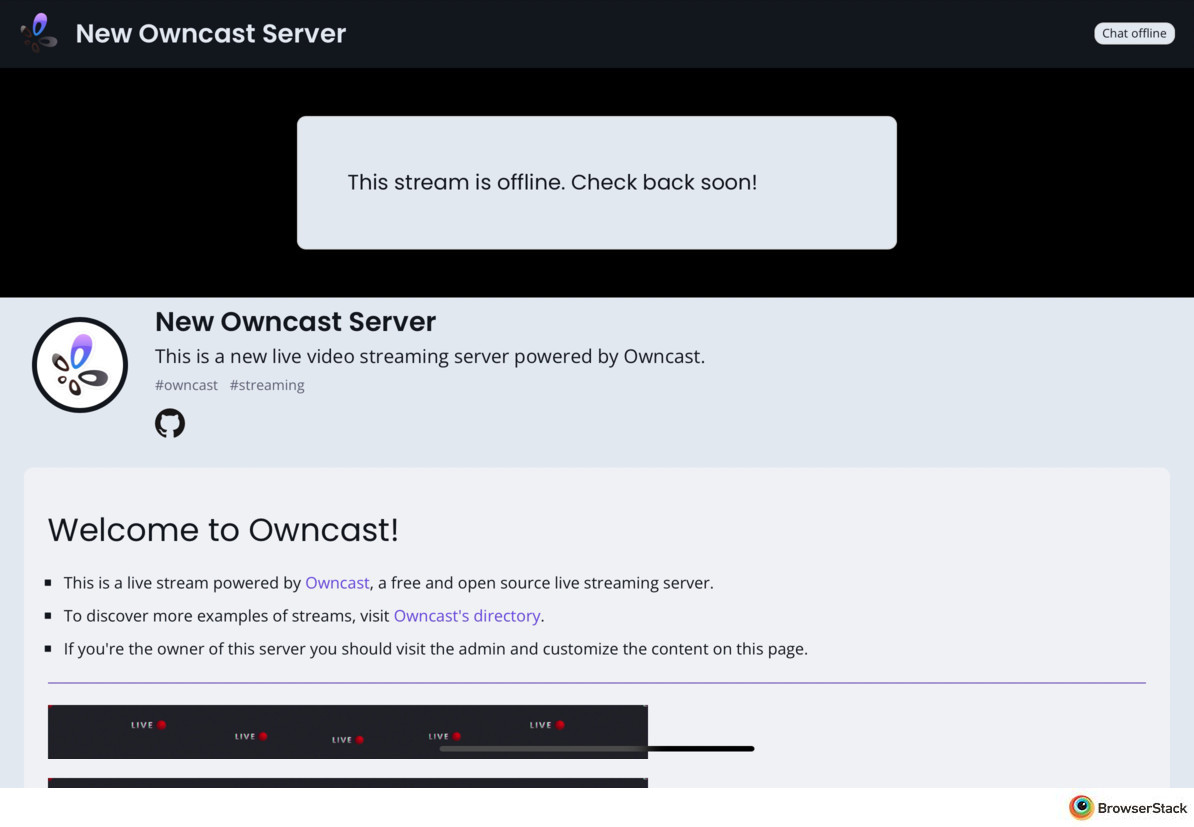 New Owncast Server
Chat offline
This stream is offline. Check back soon!
New Owncast Server
This is a new live video streaming server powered by Owncast.
#owncast #streaming
Welcome to Owncast!
This is a live stream powered by Owncast, a free and open source live streaming server.
To discover more examples of streams, visit Owncast's directory.
If you're the owner of this server you should visit the admin and customize the content on this page.
LIVE
LIVE
LIVE
LIVE
LIVE
BrowserStack